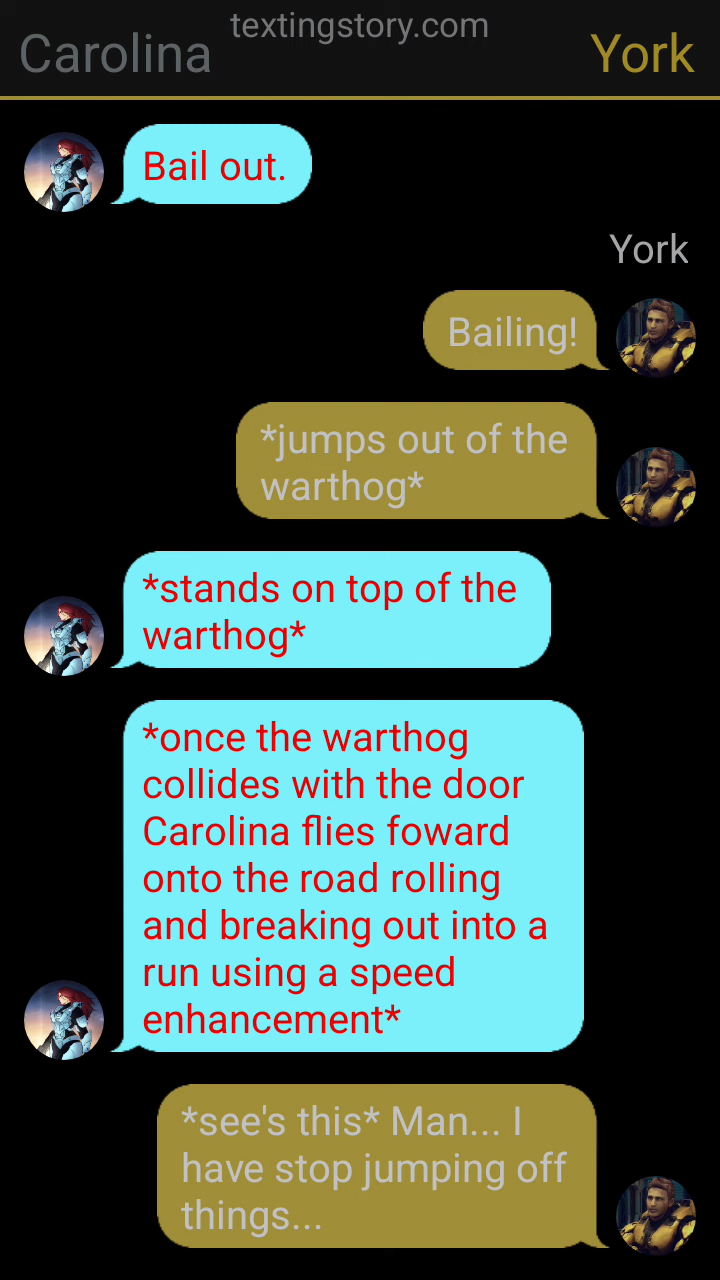 textingstory.com
Carolina
York
Bail out.
York
Bailing!
*jumps out of the
warthog*
*stands on top of the
warthog*
*once the warthog
collides with the door
Carolina flies foward
onto the road rolling
and breaking out into a
run using a speed
enhancement*
*see's this* Man... I
have stop jumping off
things...